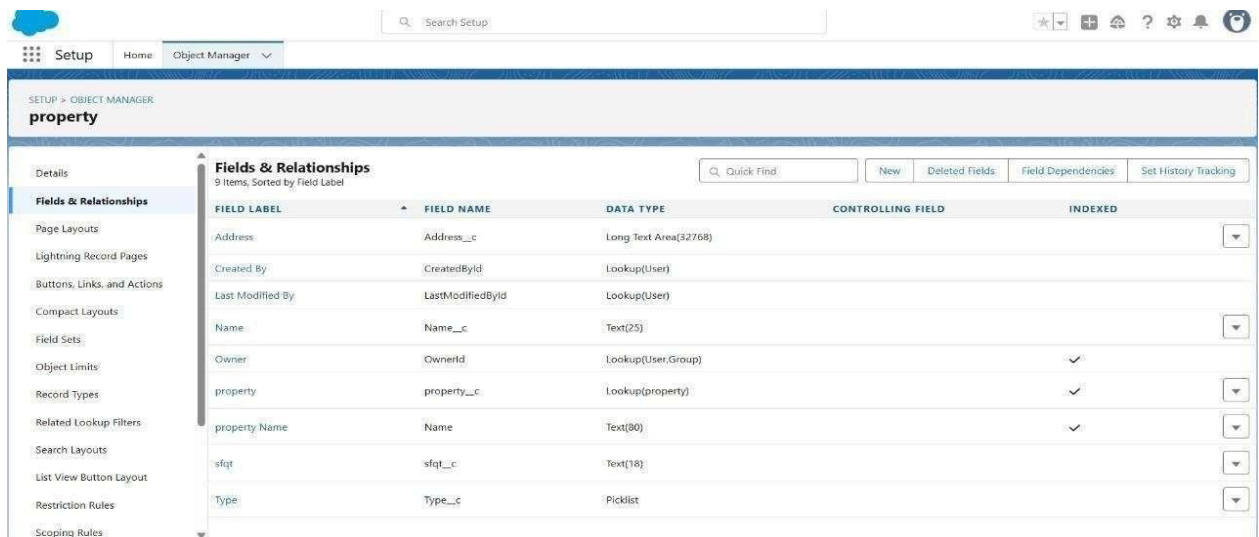 Search Setup
Setup Home Object Manager
SETUP > OBJECT MANAGER
property
Details
Fields & Relationships
Page Layouts
Lightning Record Pages
Buttons, Links, and Actions
Compact Layouts
Field Sets
Object Limits
Record Types
Related Lookup Filters
Search Layouts
List View Button Layout
Restriction Rules
Scoping Rules
Fields & Relationships
9 Items, Sorted by Field Label
Quick Find New Deleted Fields Field Dependencies Set History Tracking
FIELD LABEL FIELD NAME DATA TYPE CONTROLLING FIELD INDEXED
Address Address__c Long Text Area(32768)
Created By CreatedById Lookup(User)
Last Modified By LastModifiedById Lookup(User)
Name Name__c Text(25)
Owner OwnerId Lookup(User,Group)
property property__c Lookup(property)
property Name Name Text(80)
sfqt sfqt__c Text(18)
Type Type__c Picklist